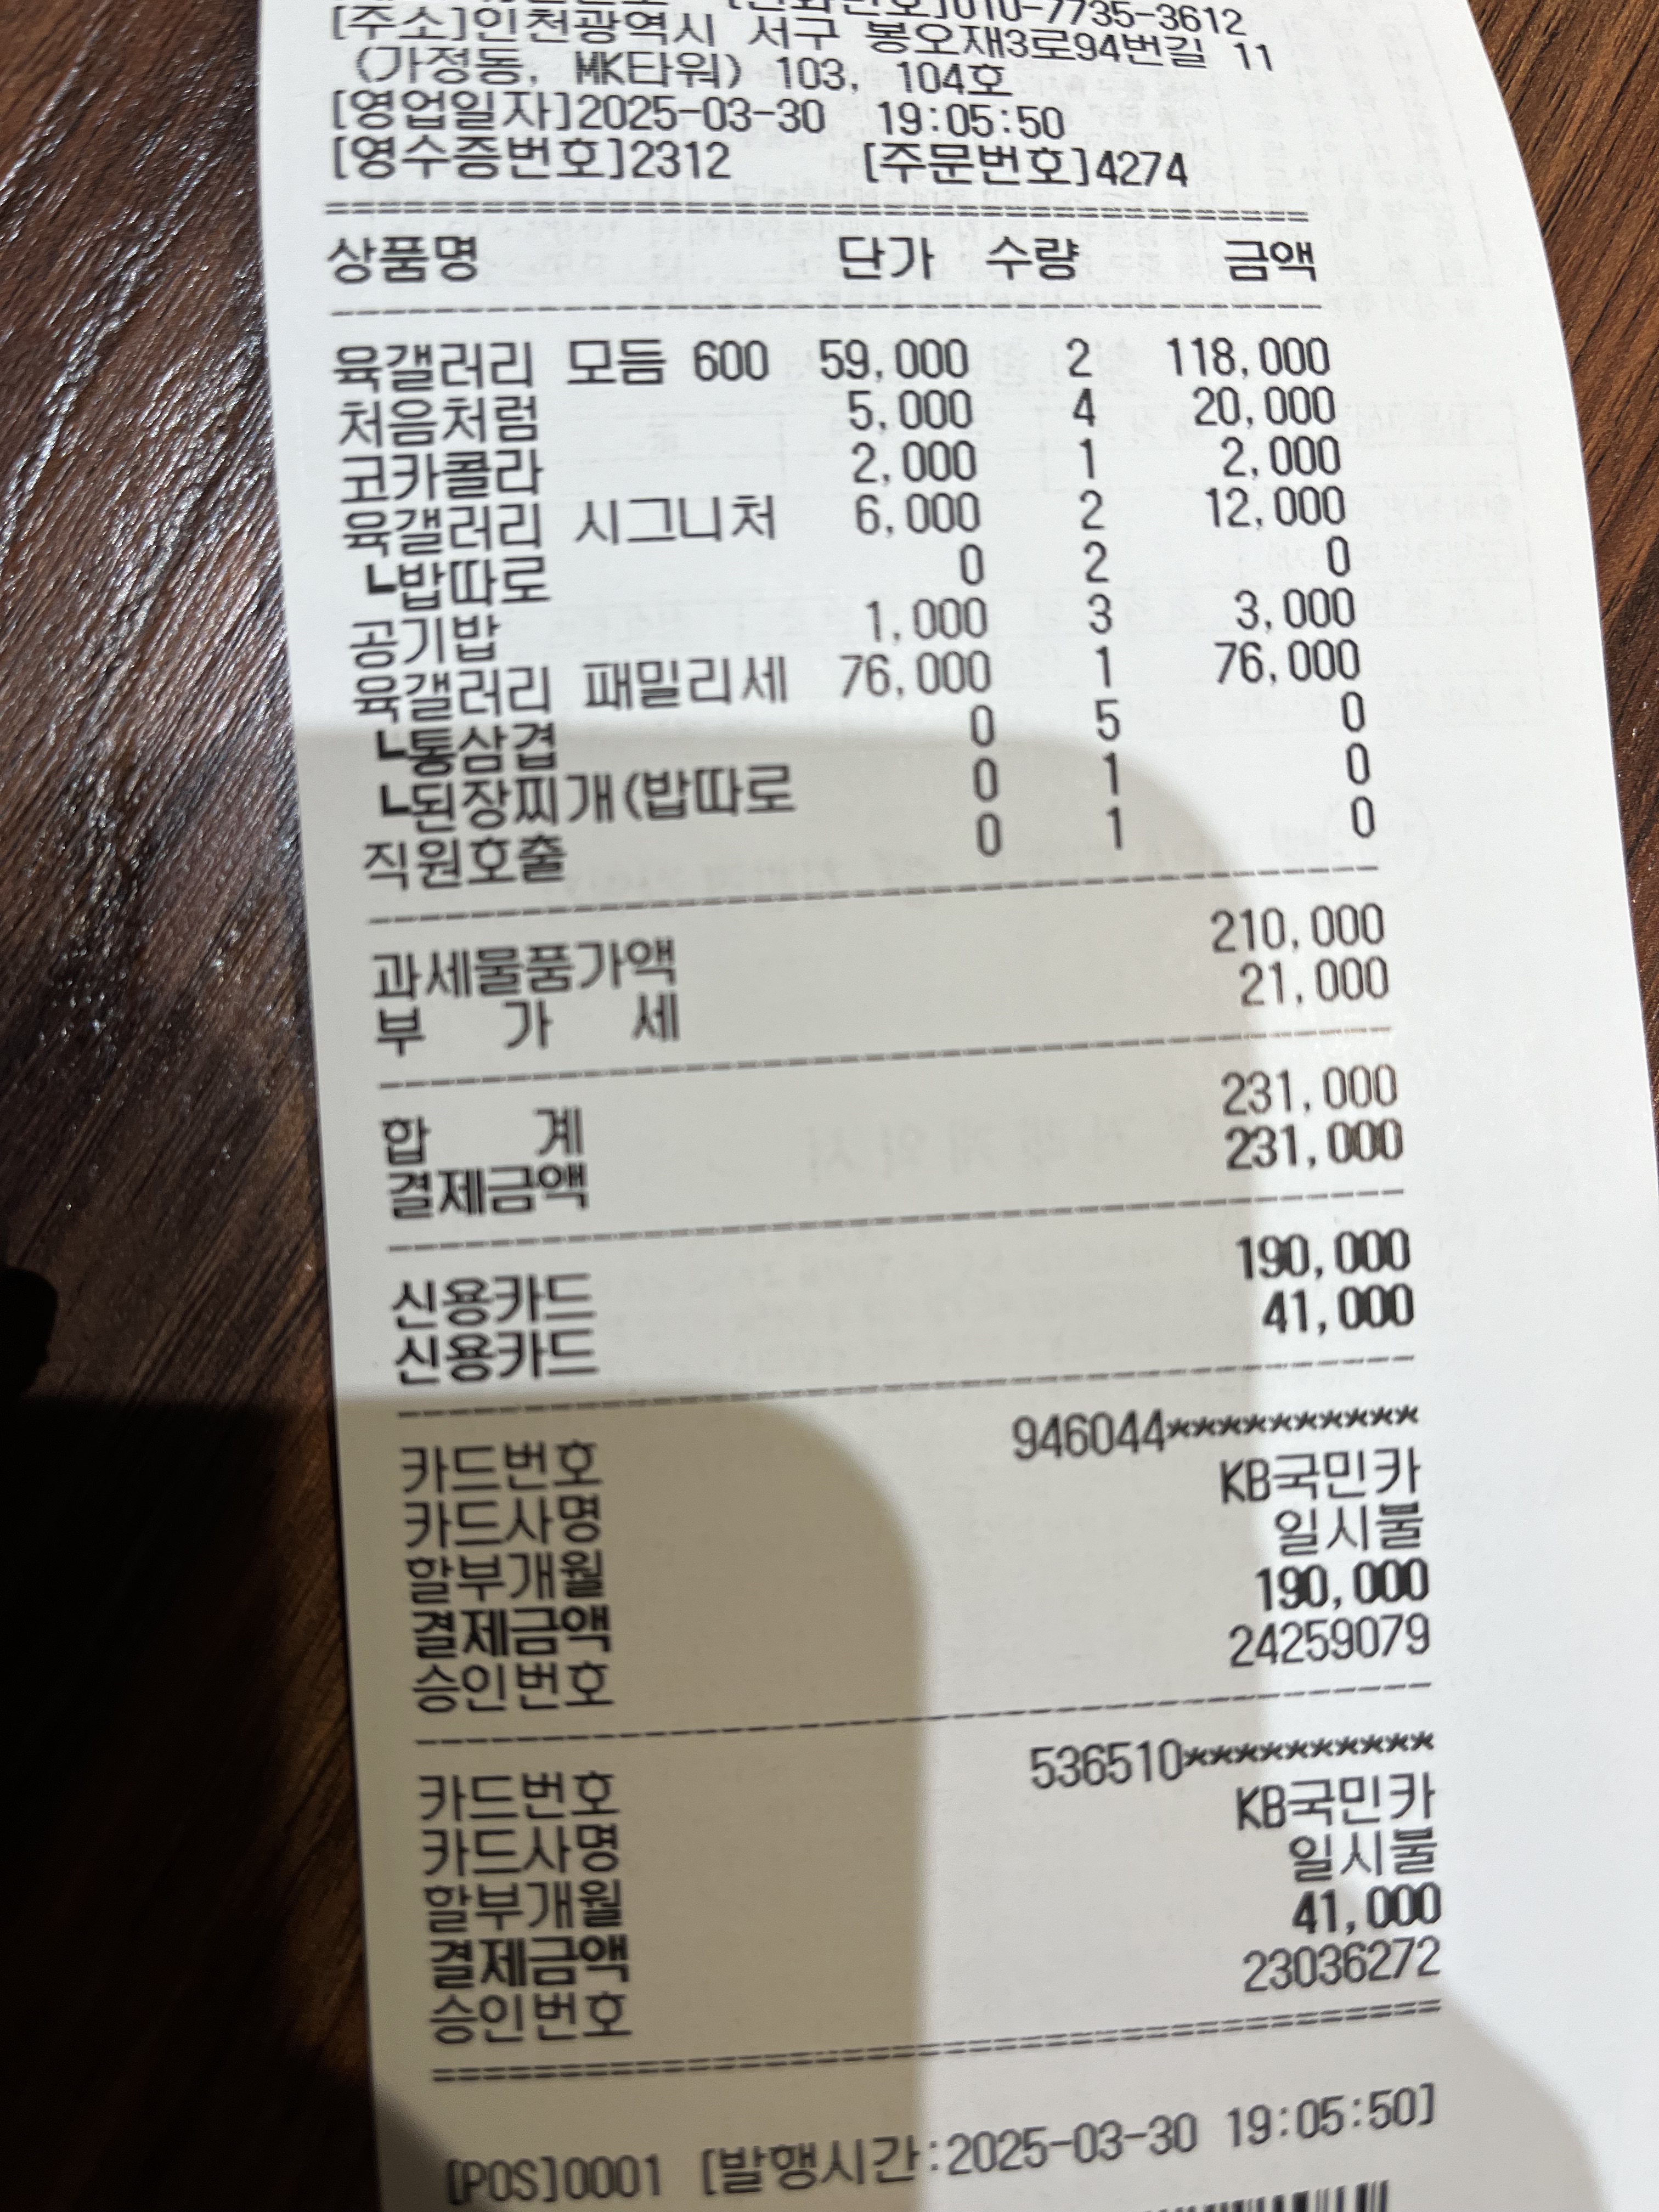 010-7735-3612
[주소]인천광역시 서구 봉오재3로94번길 11
(가정동, MK타워) 103, 104호
[영업일자]2025-03-30 19:05:50
[영수증번호]2312 [주문번호]4274
상품명 단가 수량 금액
육갤러리 모듬 600 59,000 2 118,000
처음처럼 5,000 4 20,000
코카콜라 2,000 1 2,000
육갤러리 시그니처 6,000 2 12,000
┗밥따로 0 2 0
공기밥 1,000 3 3,000
육갤러리 패밀리세 76,000 1 76,000
┗통삼겹 0 5 0
┗된장찌개(밥따로 0 1 0
직원호출 0 1 0
과세물품가액 210,000
부 가 세 21,000
합 계 231,000
결제금액 231,000
신용카드 190,000
신용카드 41,000
카드번호 946044**********
카드사명 KB국민카
할부개월 일시불
결제금액 190,000
승인번호 24259079
카드번호 536510**********
카드사명 KB국민카
할부개월 일시불
결제금액 41,000
승인번호 23036272
[POS]0001 [발행시간:2025-03-30 19:05:50]